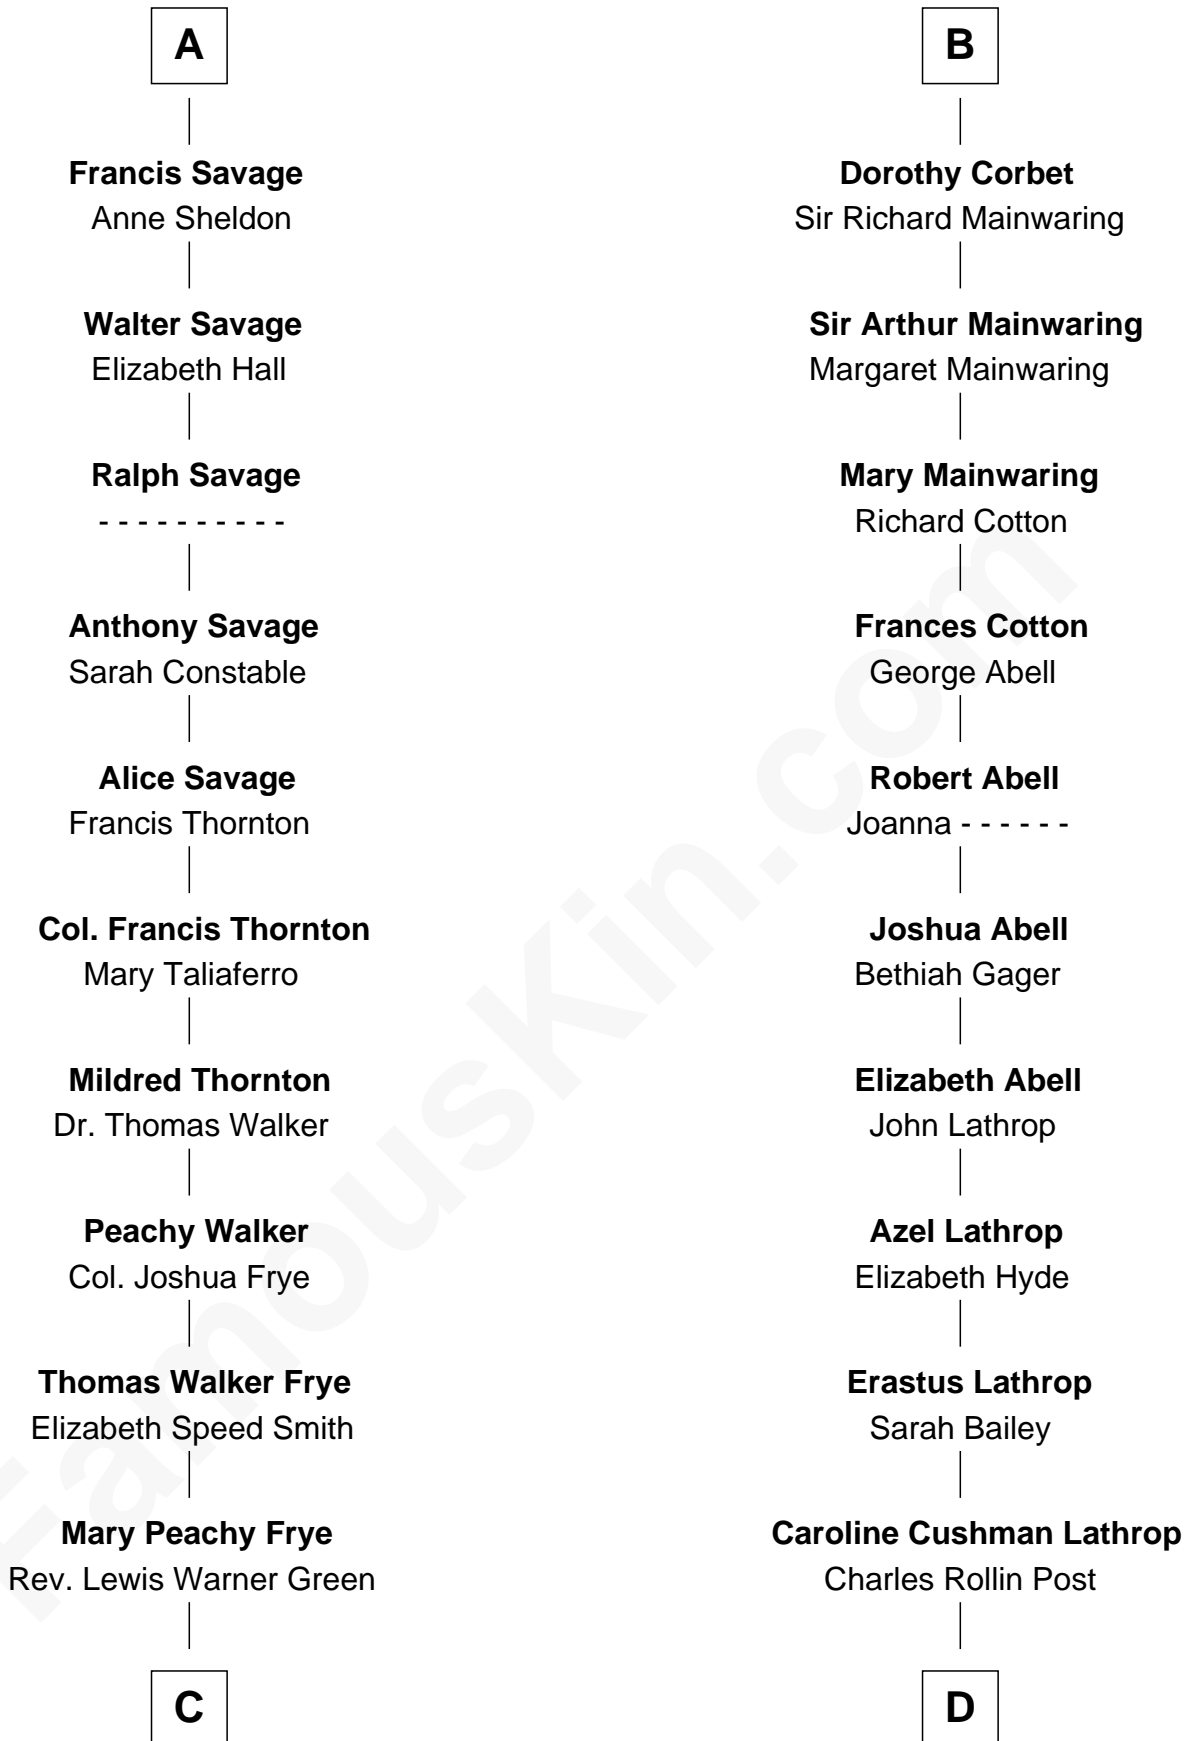 A
Francis Savage
Anne Sheldon
Walter Savage
Elizabeth Hall
Ralph Savage
- - - - - - - - - -
Anthony Savage
Sarah Constable
Alice Savage
Francis Thornton
Col. Francis Thornton
Mary Taliaferro
Mildred Thornton
Dr. Thomas Walker
Peachy Walker
Col. Joshua Frye
Thomas Walker Frye
Elizabeth Speed Smith
Mary Peachy Frye
Rev. Lewis Warner Green
C
B
Dorothy Corbet
Sir Richard Mainwaring
Sir Arthur Mainwaring
Margaret Mainwaring
Mary Mainwaring
Richard Cotton
Frances Cotton
George Abell
Robert Abell
Joanna - - - - - -
Joshua Abell
Bethiah Gager
Elizabeth Abell
John Lathrop
Azel Lathrop
Elizabeth Hyde
Erastus Lathrop
Sarah Bailey
Caroline Cushman Lathrop
Charles Rollin Post
D
FamousKin.com